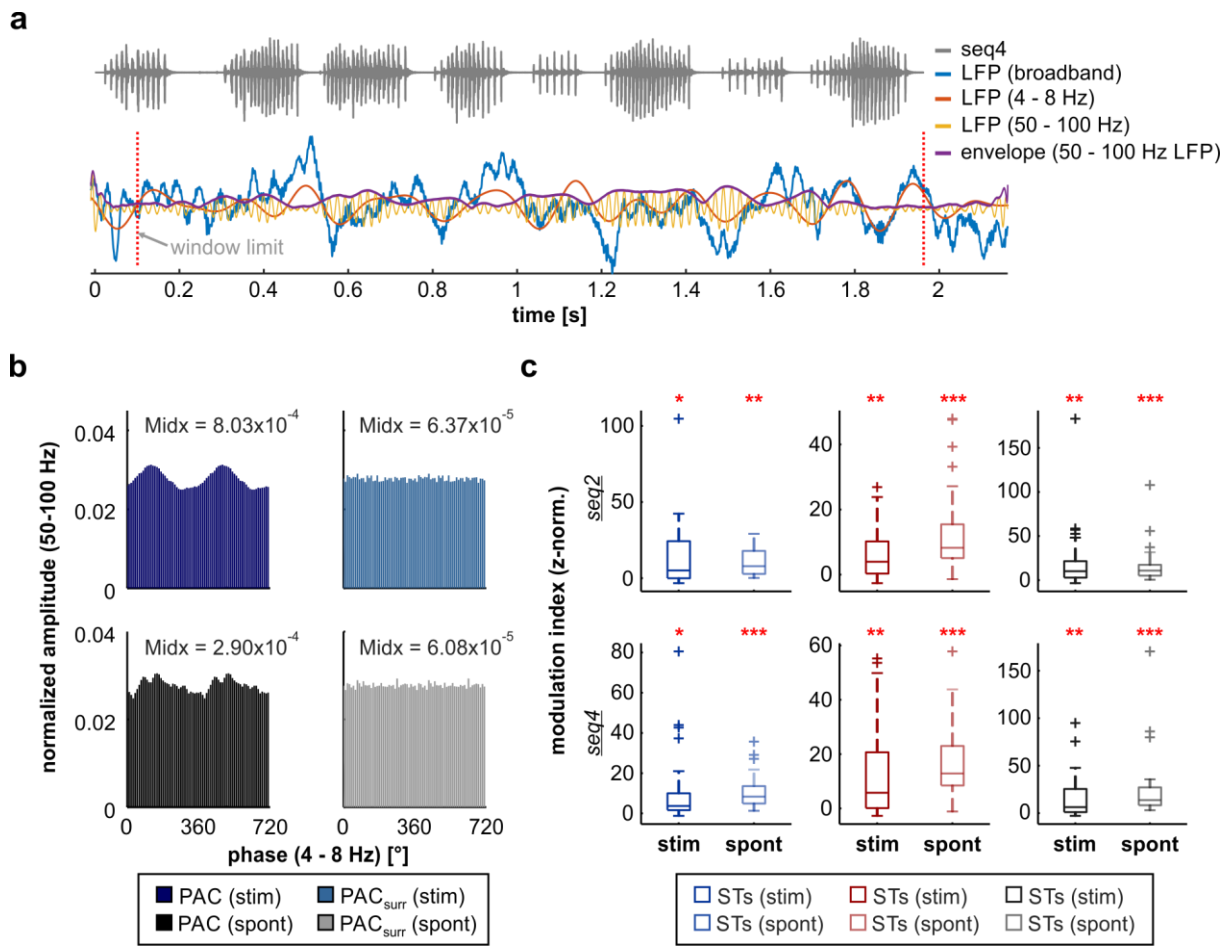 a
seq4
LFP (broadband)
LFP (4 - 8 Hz)
LFP (50 - 100 Hz)
envelope (50 - 100 Hz LFP)
window limit
0 0.2 0.4 0.6 0.8 1 1.2 1.4 1.6 1.8 2
time [s]
b
normalized amplitude (50-100 Hz)
0.04
0.02
0
Midx = 8.03x10⁻⁴
Midx = 6.37x10⁻⁵
0.04
0.02
0
Midx = 2.90x10⁻⁴
Midx = 6.08x10⁻⁵
0 360 720
0 360 720
phase (4 - 8 Hz) [°]
PAC (stim)
PACsurr (stim)
PAC (spont)
PACsurr (spont)
c
modulation index (z-norm.)
seq2
* **
100
50
0
** ***
40
20
0
** ***
150
100
50
0
seq4
* ***
80
60
40
20
0
** ***
60
40
20
0
** ***
150
100
50
0
stim spont
stim spont
stim spont
STs (stim) STs (stim) STs (stim)
STs (spont) STs (spont) STs (spont)